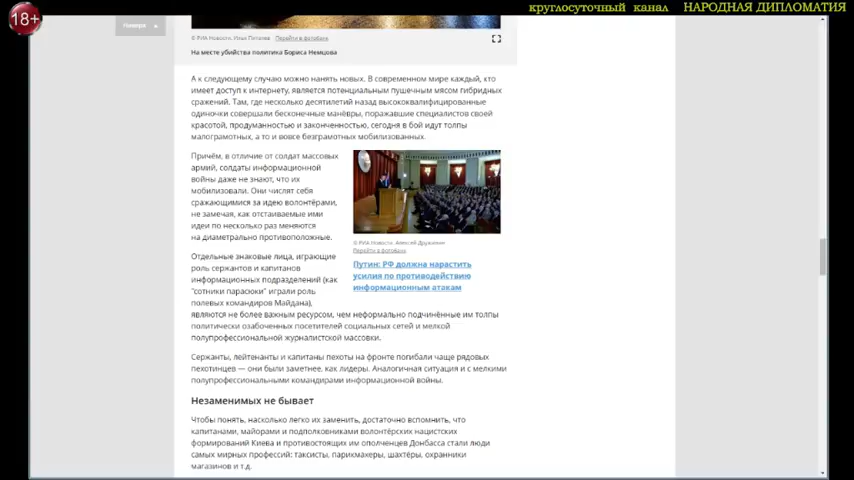 18+
круглосуточный канал НАРОДНАЯ ДИПЛОМАТИЯ
Наверх
© РИА Новости. Илья Питалев Перейти в фотобанк
На месте убийства политика Бориса Немцова
А к следующему случаю можно нанять новых. В современном мире каждый, кто
имеет доступ к интернету, является потенциальным пушечным мясом гибридных
сражений. Там, где несколько десятилетий назад высококвалифицированные
одиночки совершали бесконечные манёвры, поражавшие специалистов своей
красотой, продуманностью и законченностью, сегодня в бой идут толпы
малограмотных, а то и вовсе безграмотных мобилизованных.
Причём, в отличие от солдат массовых
армий, солдаты информационной
войны даже не знают, что их
мобилизовали. Они числят себя
сражающимися за идею волонтёрами,
не замечая, как отстаиваемые ими
идеи по несколько раз меняются
на диаметрально противоположные.
© РИА Новости. Алексей Дружинин
Перейти в фотобанк
Путин: РФ должна нарастить
усилия по противодействию
информационным атакам
Отдельные знаковые лица, играющие
роль сержантов и капитанов
информационных подразделений (как
"сотники парасюки" играли роль
полевых командиров Майдана),
являются не более важным ресурсом, чем неформально подчинённые им толпы
политически озабоченных посетителей социальных сетей и мелкой
полупрофессиональной журналистской массовки.
Сержанты, лейтенанты и капитаны пехоты на фронте погибали чаще рядовых
пехотинцев — они были заметнее, как лидеры. Аналогичная ситуация и с мелкими
полупрофессиональными командирами информационной войны.
Незаменимых не бывает
Чтобы понять, насколько легко их заменить, достаточно вспомнить, что
капитанами, майорами и подполковниками волонтёрских нацистских
формирований Киева и противостоящих им ополченцев Донбасса стали люди
самых мирных профессий: таксисты, парикмахеры, шахтёры, охранники
магазинов и т.д.